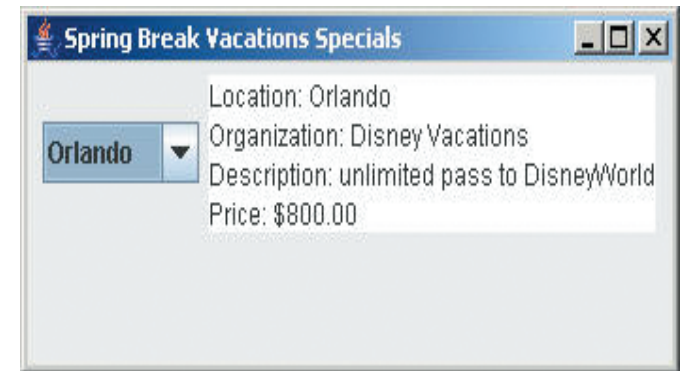 Spring Break Vacations Specials
Orlando
Location: Orlando
Organization: Disney Vacations
Description: unlimited pass to DisneyWorld
Price: $800.00